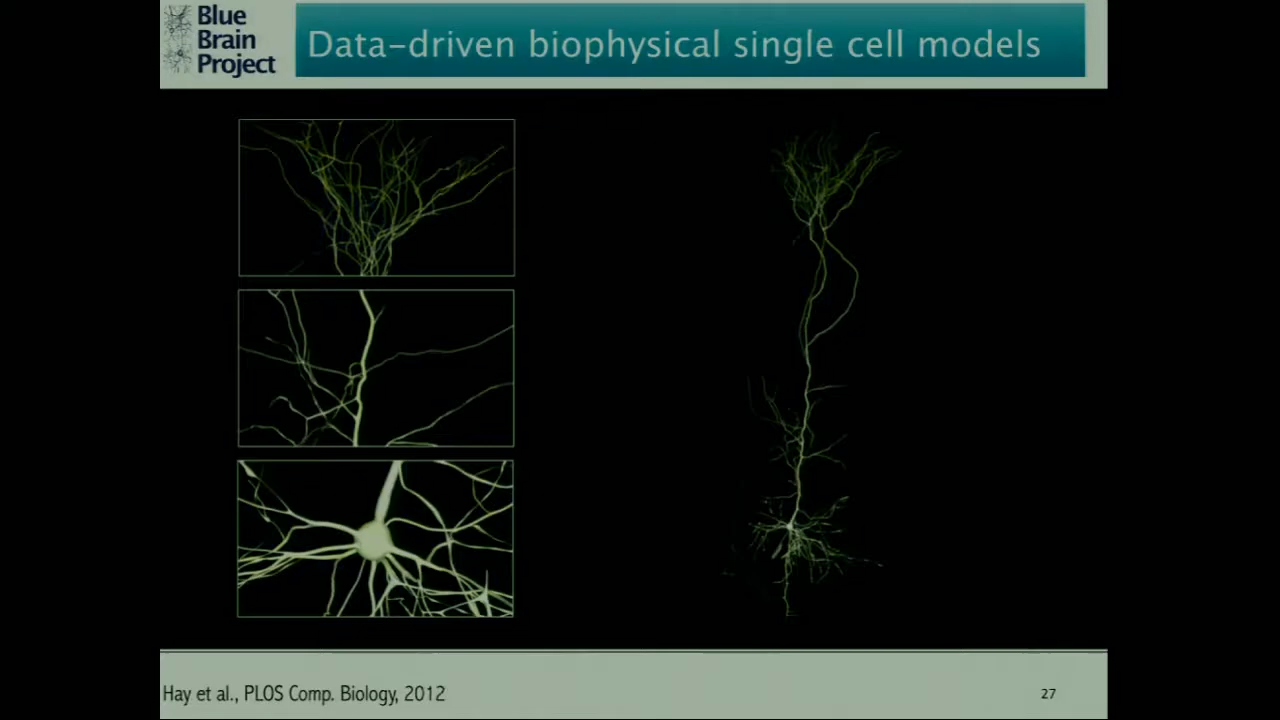 Blue
Brain
Project
Data-driven biophysical single cell models
Hay et al., PLOS Comp. Biology, 2012
27